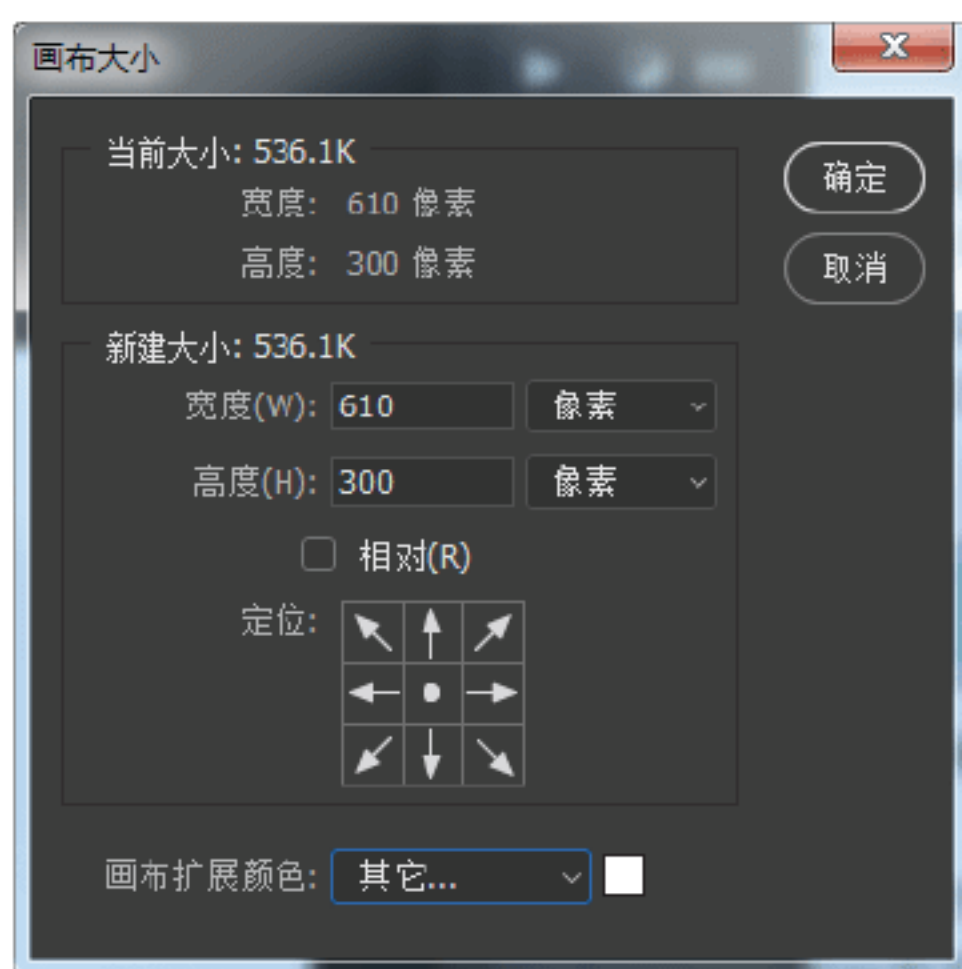 画布大小
当前大小: 536.1K
宽度: 610 像素
高度: 300 像素
确定
取消
新建大小: 536.1K
宽度(W): 610 像素
高度(H): 300 像素
相对(R)
定位:
画布扩展颜色: 其它...